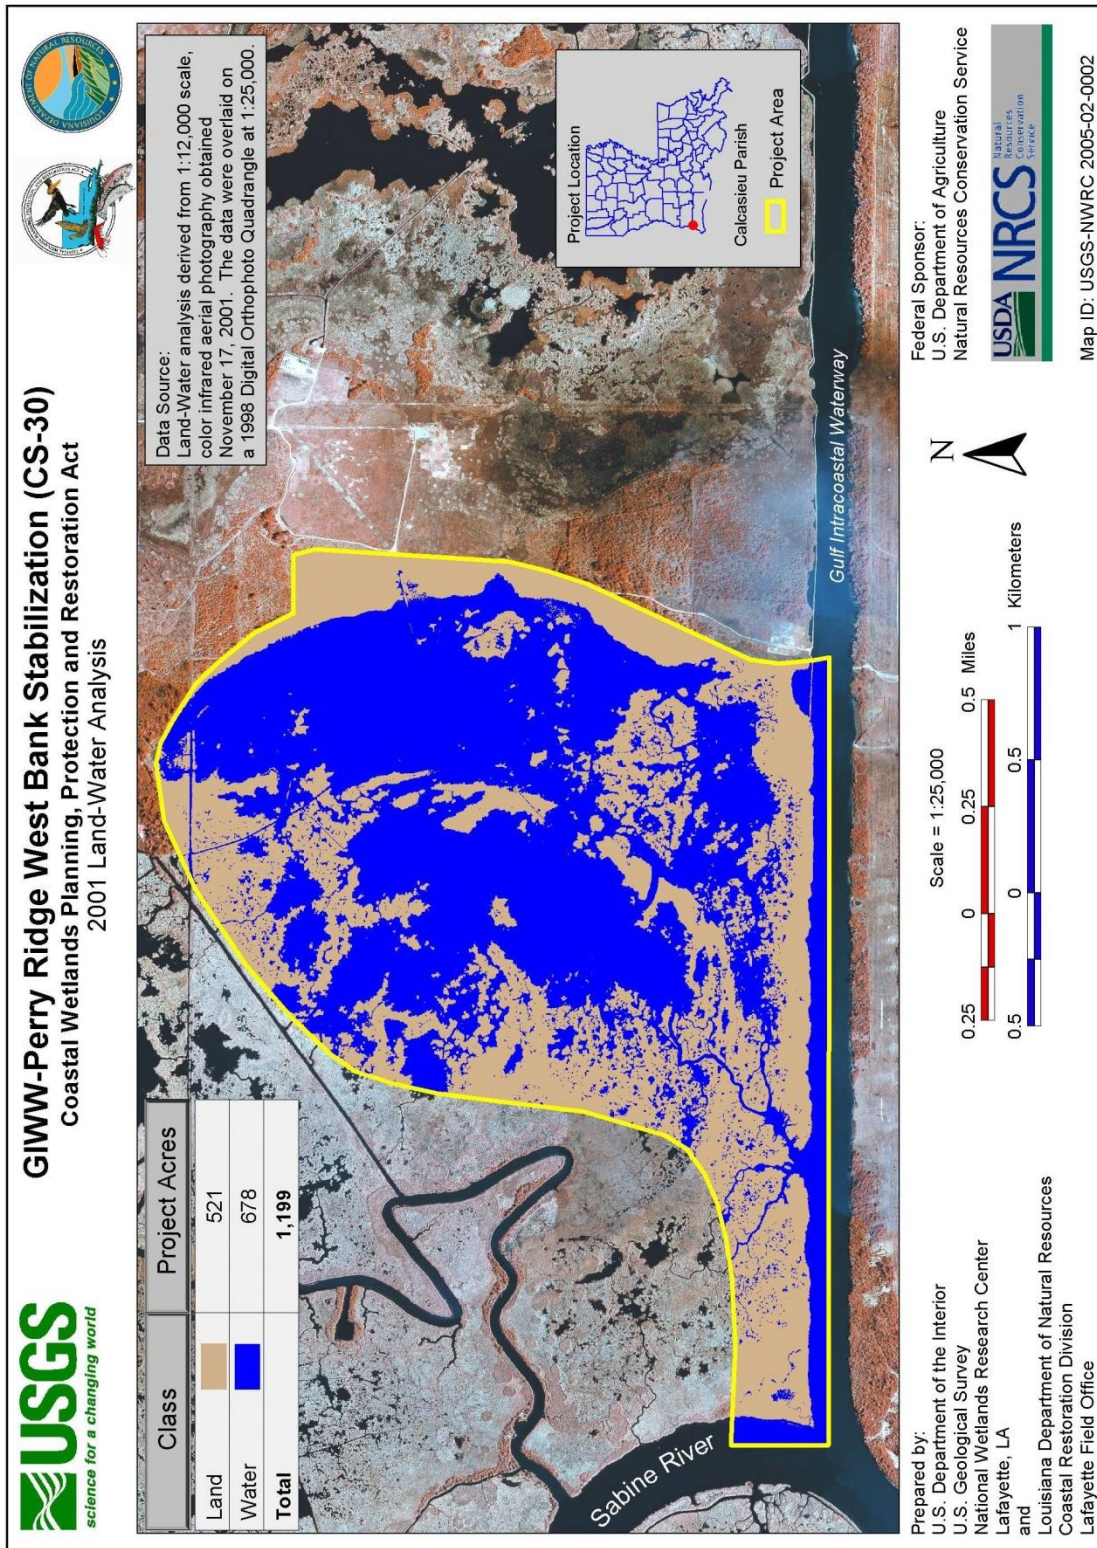 USGS
science for a changing world
GIWW-Perry Ridge West Bank Stabilization (CS-30)
Coastal Wetlands Planning, Protection and Restoration Act
2001 Land-Water Analysis
LOUISIANA DEPARTMENT OF NATURAL RESOURCES
Class Project Acres
Land 521
Water 678
Total 1,199
Data Source:
Land-Water analysis derived from 1:12,000 scale,
color infrared aerial photography obtained
November 17, 2001. The data were overlaid on
a 1998 Digital Orthophoto Quadrangle at 1:25,000.
Project Location
Calcasieu Parish
Project Area
Sabine River
Gulf Intracoastal Waterway
Prepared by:
U.S. Department of the Interior
U.S. Geological Survey
National Wetlands Research Center
Lafayette, LA
and
Louisiana Department of Natural Resources
Coastal Restoration Division
Lafayette Field Office
Scale = 1:25,000
0.25 0 0.25 0.5 Miles
0.5 0 0.5 1 Kilometers
N
Federal Sponsor:
U.S. Department of Agriculture
Natural Resources Conservation Service
USDA NRCS
Natural
Resources
Conservation
Service
Map ID: USGS-NWRC 2005-02-0002